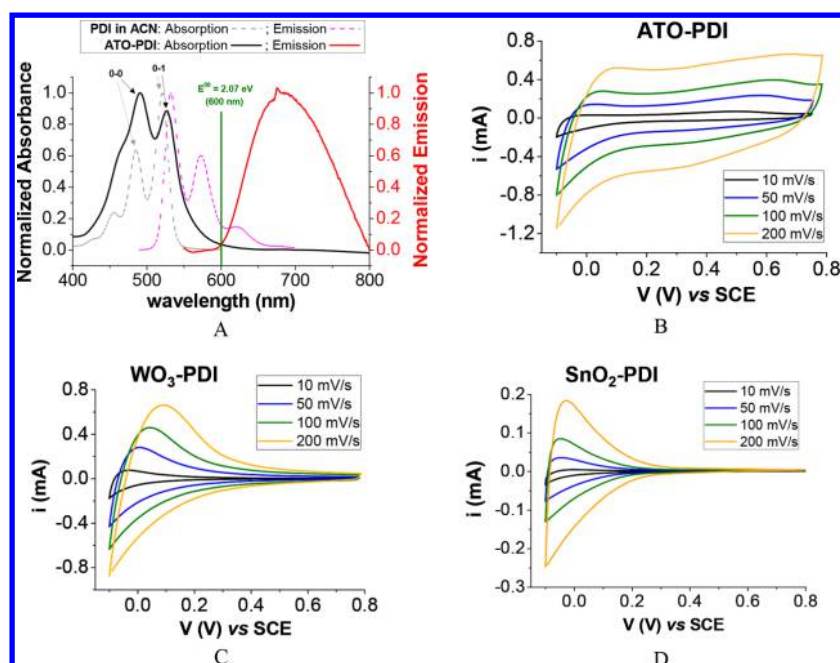 PDI in ACN: Absorption ; Emission
ATO-PDI: Absorption ; Emission
0-0
0-1
E⁰⁰ = 2.07 eV
(600 nm)
Normalized Absorbance
1.0
0.8
0.6
0.4
0.2
0.0
1.0
0.8
0.6
0.4
0.2
0.0
Normalized Emission
400 500 600 700 800
wavelength (nm)
A
ATO-PDI
i (mA)
0.8
0.4
0.0
-0.4
-0.8
-1.2
10 mV/s
50 mV/s
100 mV/s
200 mV/s
0.0 0.2 0.4 0.6 0.8
V (V) vs SCE
B
WO₃-PDI
i (mA)
0.8
0.4
0.0
-0.4
-0.8
10 mV/s
50 mV/s
100 mV/s
200 mV/s
0.0 0.2 0.4 0.6 0.8
V (V) vs SCE
C
SnO₂-PDI
i (mA)
0.2
0.1
0.0
-0.1
-0.2
-0.3
10 mV/s
50 mV/s
100 mV/s
200 mV/s
0.0 0.2 0.4 0.6 0.8
V (V) vs SCE
D